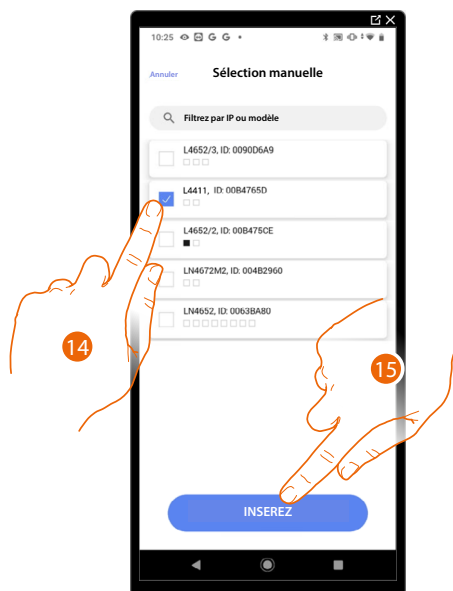 10:25 G G
Annuler Sélection manuelle
Filtrez par IP ou modèle
L4652/3, ID: 0090D6A9
L4411, ID: 00B4765D
L4652/2, ID: 00B475CE
LN4672M2, ID: 004B2960
LN4652, ID: 0063BA80
14
15
INSEREZ